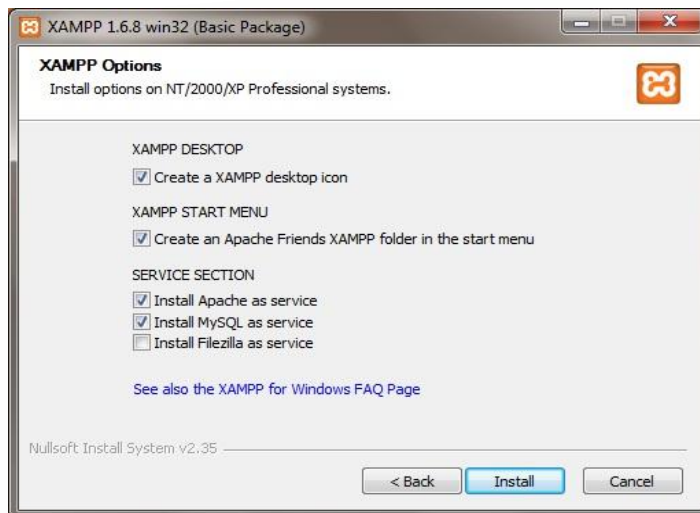 XAMPP 1.6.8 win32 (Basic Package)
XAMPP Options
Install options on NT/2000/XP Professional systems.
XAMPP DESKTOP
Create a XAMPP desktop icon
XAMPP START MENU
Create an Apache Friends XAMPP folder in the start menu
SERVICE SECTION
Install Apache as service
Install MySQL as service
Install Filezilla as service
See also the XAMPP for Windows FAQ Page
Nullsoft Install System v2.35
< Back
Install
Cancel